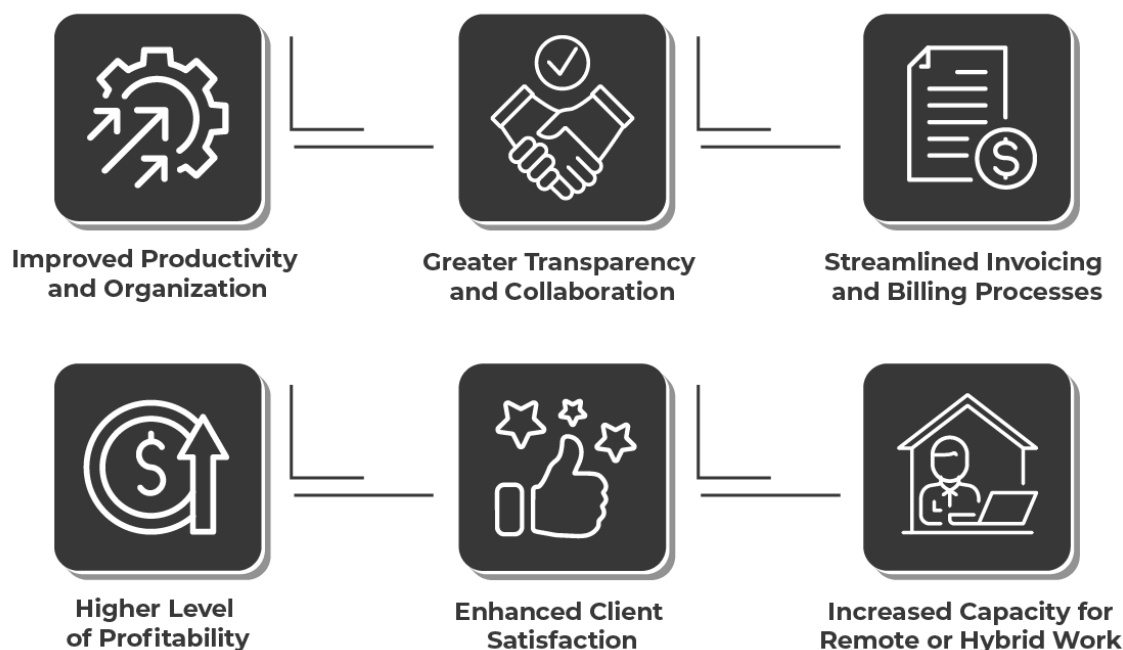 Improved Productivity
and Organization
Greater Transparency
and Collaboration
Streamlined Invoicing
and Billing Processes
$
$
Higher Level
of Profitability
Enhanced Client
Satisfaction
Increased Capacity for
Remote or Hybrid Work